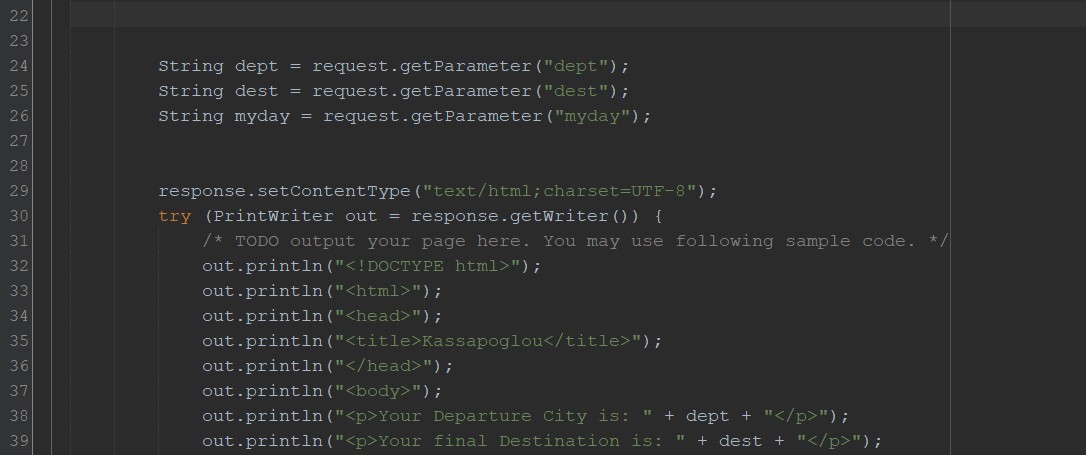 22
23
24 String dept = request.getParameter("dept");
25 String dest = request.getParameter("dest");
26 String myday = request.getParameter("myday");
27
28
29 response.setContentType("text/html;charset=UTF-8");
30 try (PrintWriter out = response.getWriter()) {
31 /* TODO output your page here. You may use following sample code. */
32 out.println("<!DOCTYPE html>");
33 out.println("<html>");
34 out.println("<head>");
35 out.println("<title>Kassapoglou</title>");
36 out.println("</head>");
37 out.println("<body>");
38 out.println("<p>Your Departure City is: " + dept + "</p>");
39 out.println("<p>Your final Destination is: " + dest + "</p>");